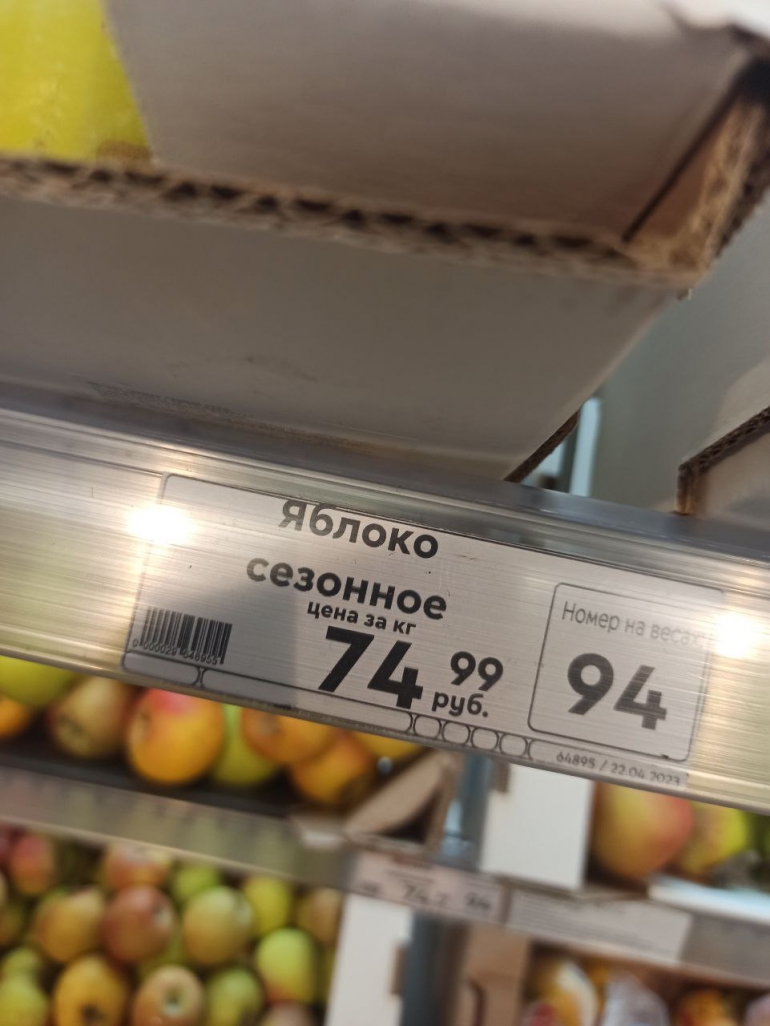 Яблоко
сезонное
цена за кг
74 99
руб.
Номер на весах
94
64895 / 22.04.2023